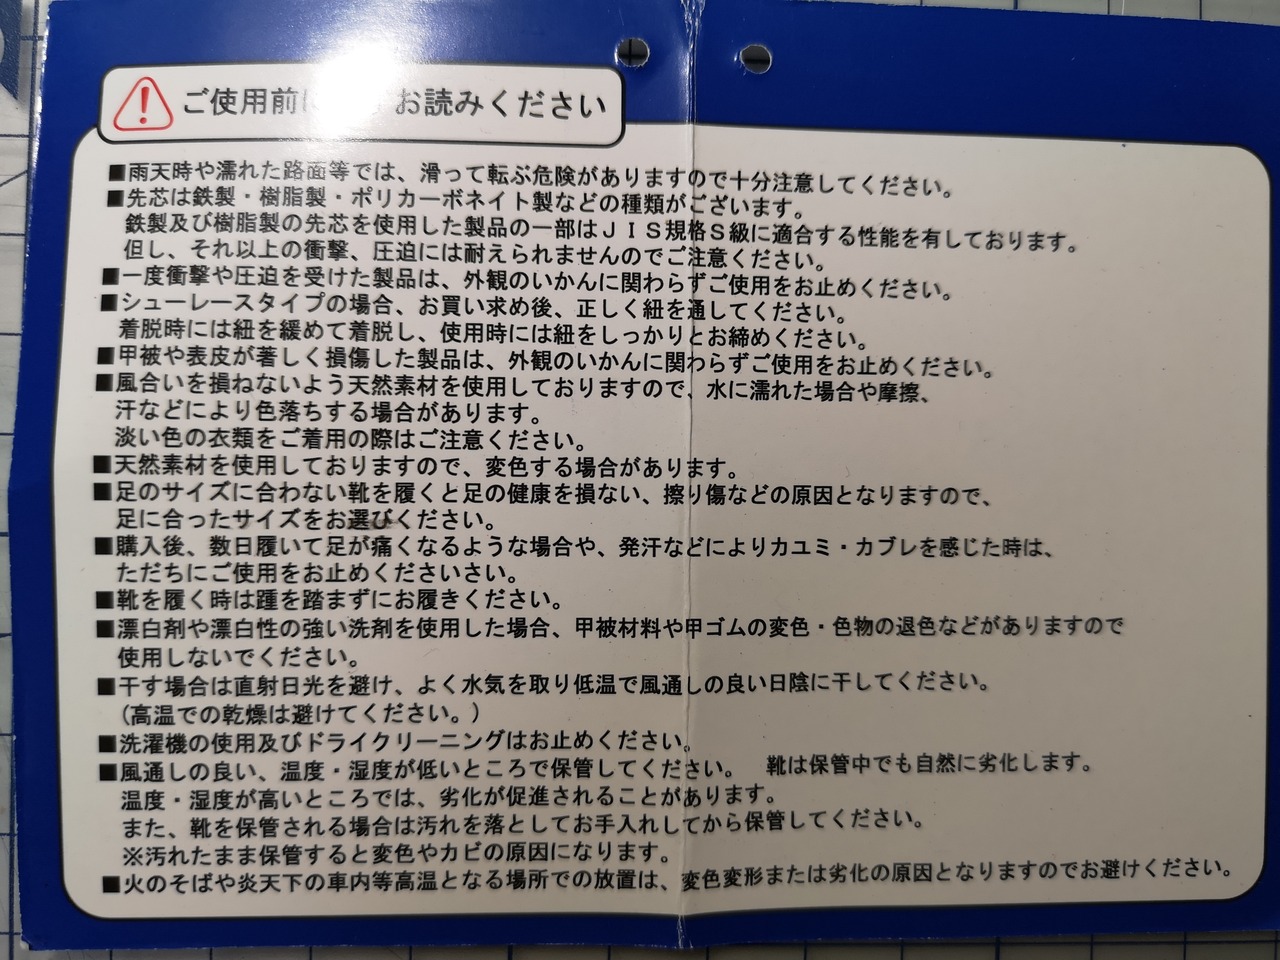 ご使用前に お読みください
■雨天時や濡れた路面等では、滑って転ぶ危険がありますので十分注意してください。
■先芯は鉄製・樹脂製・ポリカーボネイト製などの種類がございます。
鉄製及び樹脂製の先芯を使用した製品の一部はJIS規格S級に適合する性能を有しております。
但し、それ以上の衝撃、圧迫には耐えられませんのでご注意ください。
■一度衝撃や圧迫を受けた製品は、外観のいかんに関わらずご使用をお止めください。
■シューレースタイプの場合、お買い求め後、正しく紐を通してください。
着脱時には紐を緩めて着脱し、使用時には紐をしっかりとお締めください。
■甲被や表皮が著しく損傷した製品は、外観のいかんに関わらずご使用をお止めください。
■風合いを損ねないよう天然素材を使用しておりますので、水に濡れた場合や摩擦、
汗などにより色落ちする場合があります。
淡い色の衣類をご着用の際はご注意ください。
■天然素材を使用しておりますので、変色する場合があります。
■足のサイズに合わない靴を履くと足の健康を損ない、擦り傷などの原因となりますので、
足に合ったサイズをお選びください。
■購入後、数日履いて足が痛くなるような場合や、発汗などによりカユミ・カブレを感じた時は、
ただちにご使用をお止めくださいさい。
■靴を履く時は踵を踏まずにお履きください。
■漂白剤や漂白性の強い洗剤を使用した場合、甲被材料や甲ゴムの変色・色物の退色などがありますので
使用しないでください。
■干す場合は直射日光を避け、よく水気を取り低温で風通しの良い日陰に干してください。
(高温での乾燥は避けてください。)
■洗濯機の使用及びドライクリーニングはお止めください。
■風通しの良い、温度・湿度が低いところで保管してください。 靴は保管中でも自然に劣化します。
温度・湿度が高いところでは、劣化が促進されることがあります。
また、靴を保管される場合は汚れを落としてお手入れしてから保管してください。
※汚れたまま保管すると変色やカビの原因になります。
■火のそばや炎天下の車内等高温となる場所での放置は、変色変形または劣化の原因となりますのでお避けください。